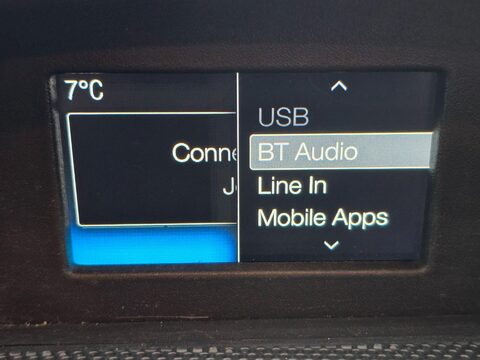 7°C
USB
BT Audio
Line In
Mobile Apps